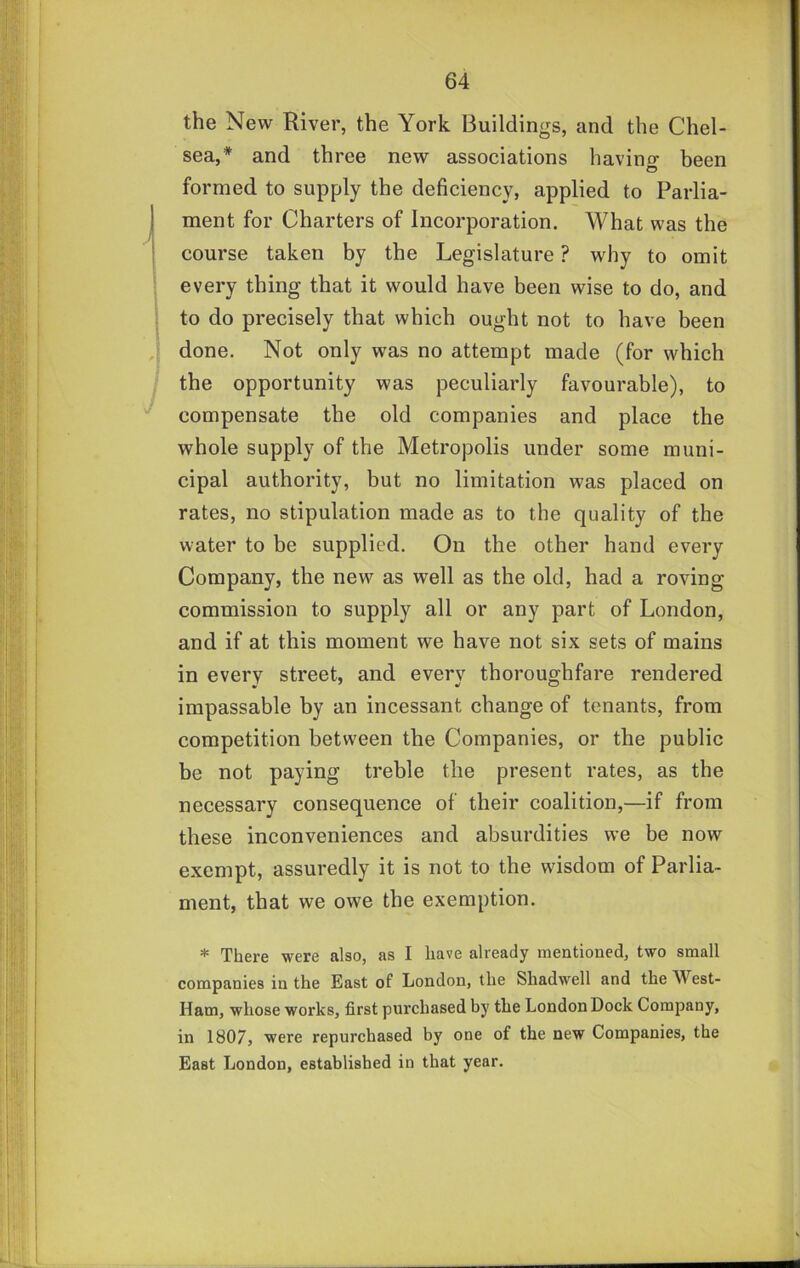 64
the New River, the York Buildings, and the Chel-
sea,* and three new associations having been
formed to supply the deficiency, applied to Parlia-
ment for Charters of Incorporation. What was the
course taken by the Legislature? why to omit
every thing that it would have been wise to do, and
to do precisely that which ought not to have been
done. Not only was no attempt made (for which
the opportunity was peculiarly favourable), to
compensate the old companies and place the
whole supply of the Metropolis under some muni-
cipal authority, but no limitation was placed on
rates, no stipulation made as to the quality of the
water to be supplied. On the other hand every
Company, the new as well as the old, had a roving
commission to supply all or any part of London,
and if at this moment we have not six sets of mains
in every street, and every thoroughfare rendered
impassable by an incessant change of tenants, from
competition between the Companies, or the public
be not paying treble the present rates, as the
necessary consequence of their coalition,—if from
these inconveniences and absurdities we be now
exempt, assuredly it is not to the wisdom of Parlia-
ment, that we owe the exemption.
* There were also, as I have already mentioned, two small
companies in the East of London, the Shadwell and the West-
Ham, whose works, first purchased by the London Dock Company,
in 1807, were repurchased by one of the new Companies, the
East London, established in that year.